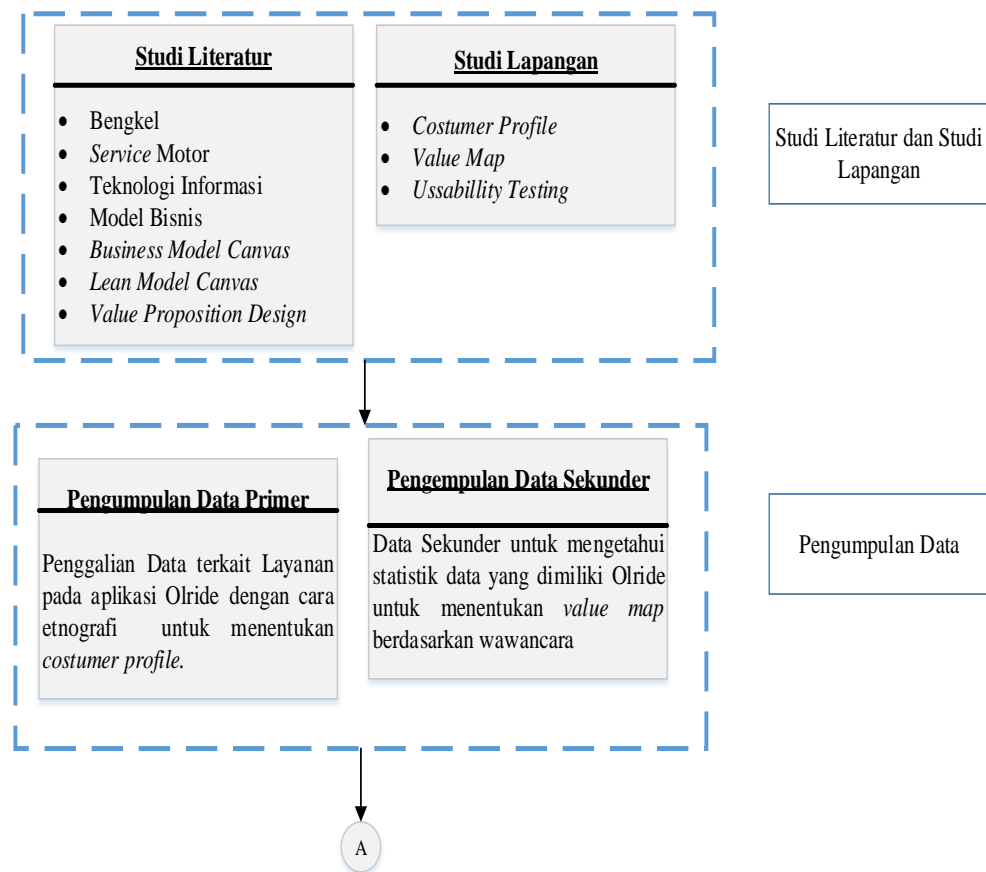 Studi Literatur
• Bengkel
• Service Motor
• Teknologi Informasi
• Model Bisnis
• Business Model Canvas
• Lean Model Canvas
• Value Proposition Design
Studi Lapangan
• Costumer Profile
• Value Map
• Ussabillity Testing
Studi Literatur dan Studi
Lapangan
Pengumpulan Data Primer
Penggalian Data terkait Layanan
pada aplikasi Olride dengan cara
etnografi untuk menentukan
costumer profile.
Pengempulan Data Sekunder
Data Sekunder untuk mengetahui
statistik data yang dimiliki Olride
untuk menentukan value map
berdasarkan wawancara
Pengumpulan Data
A